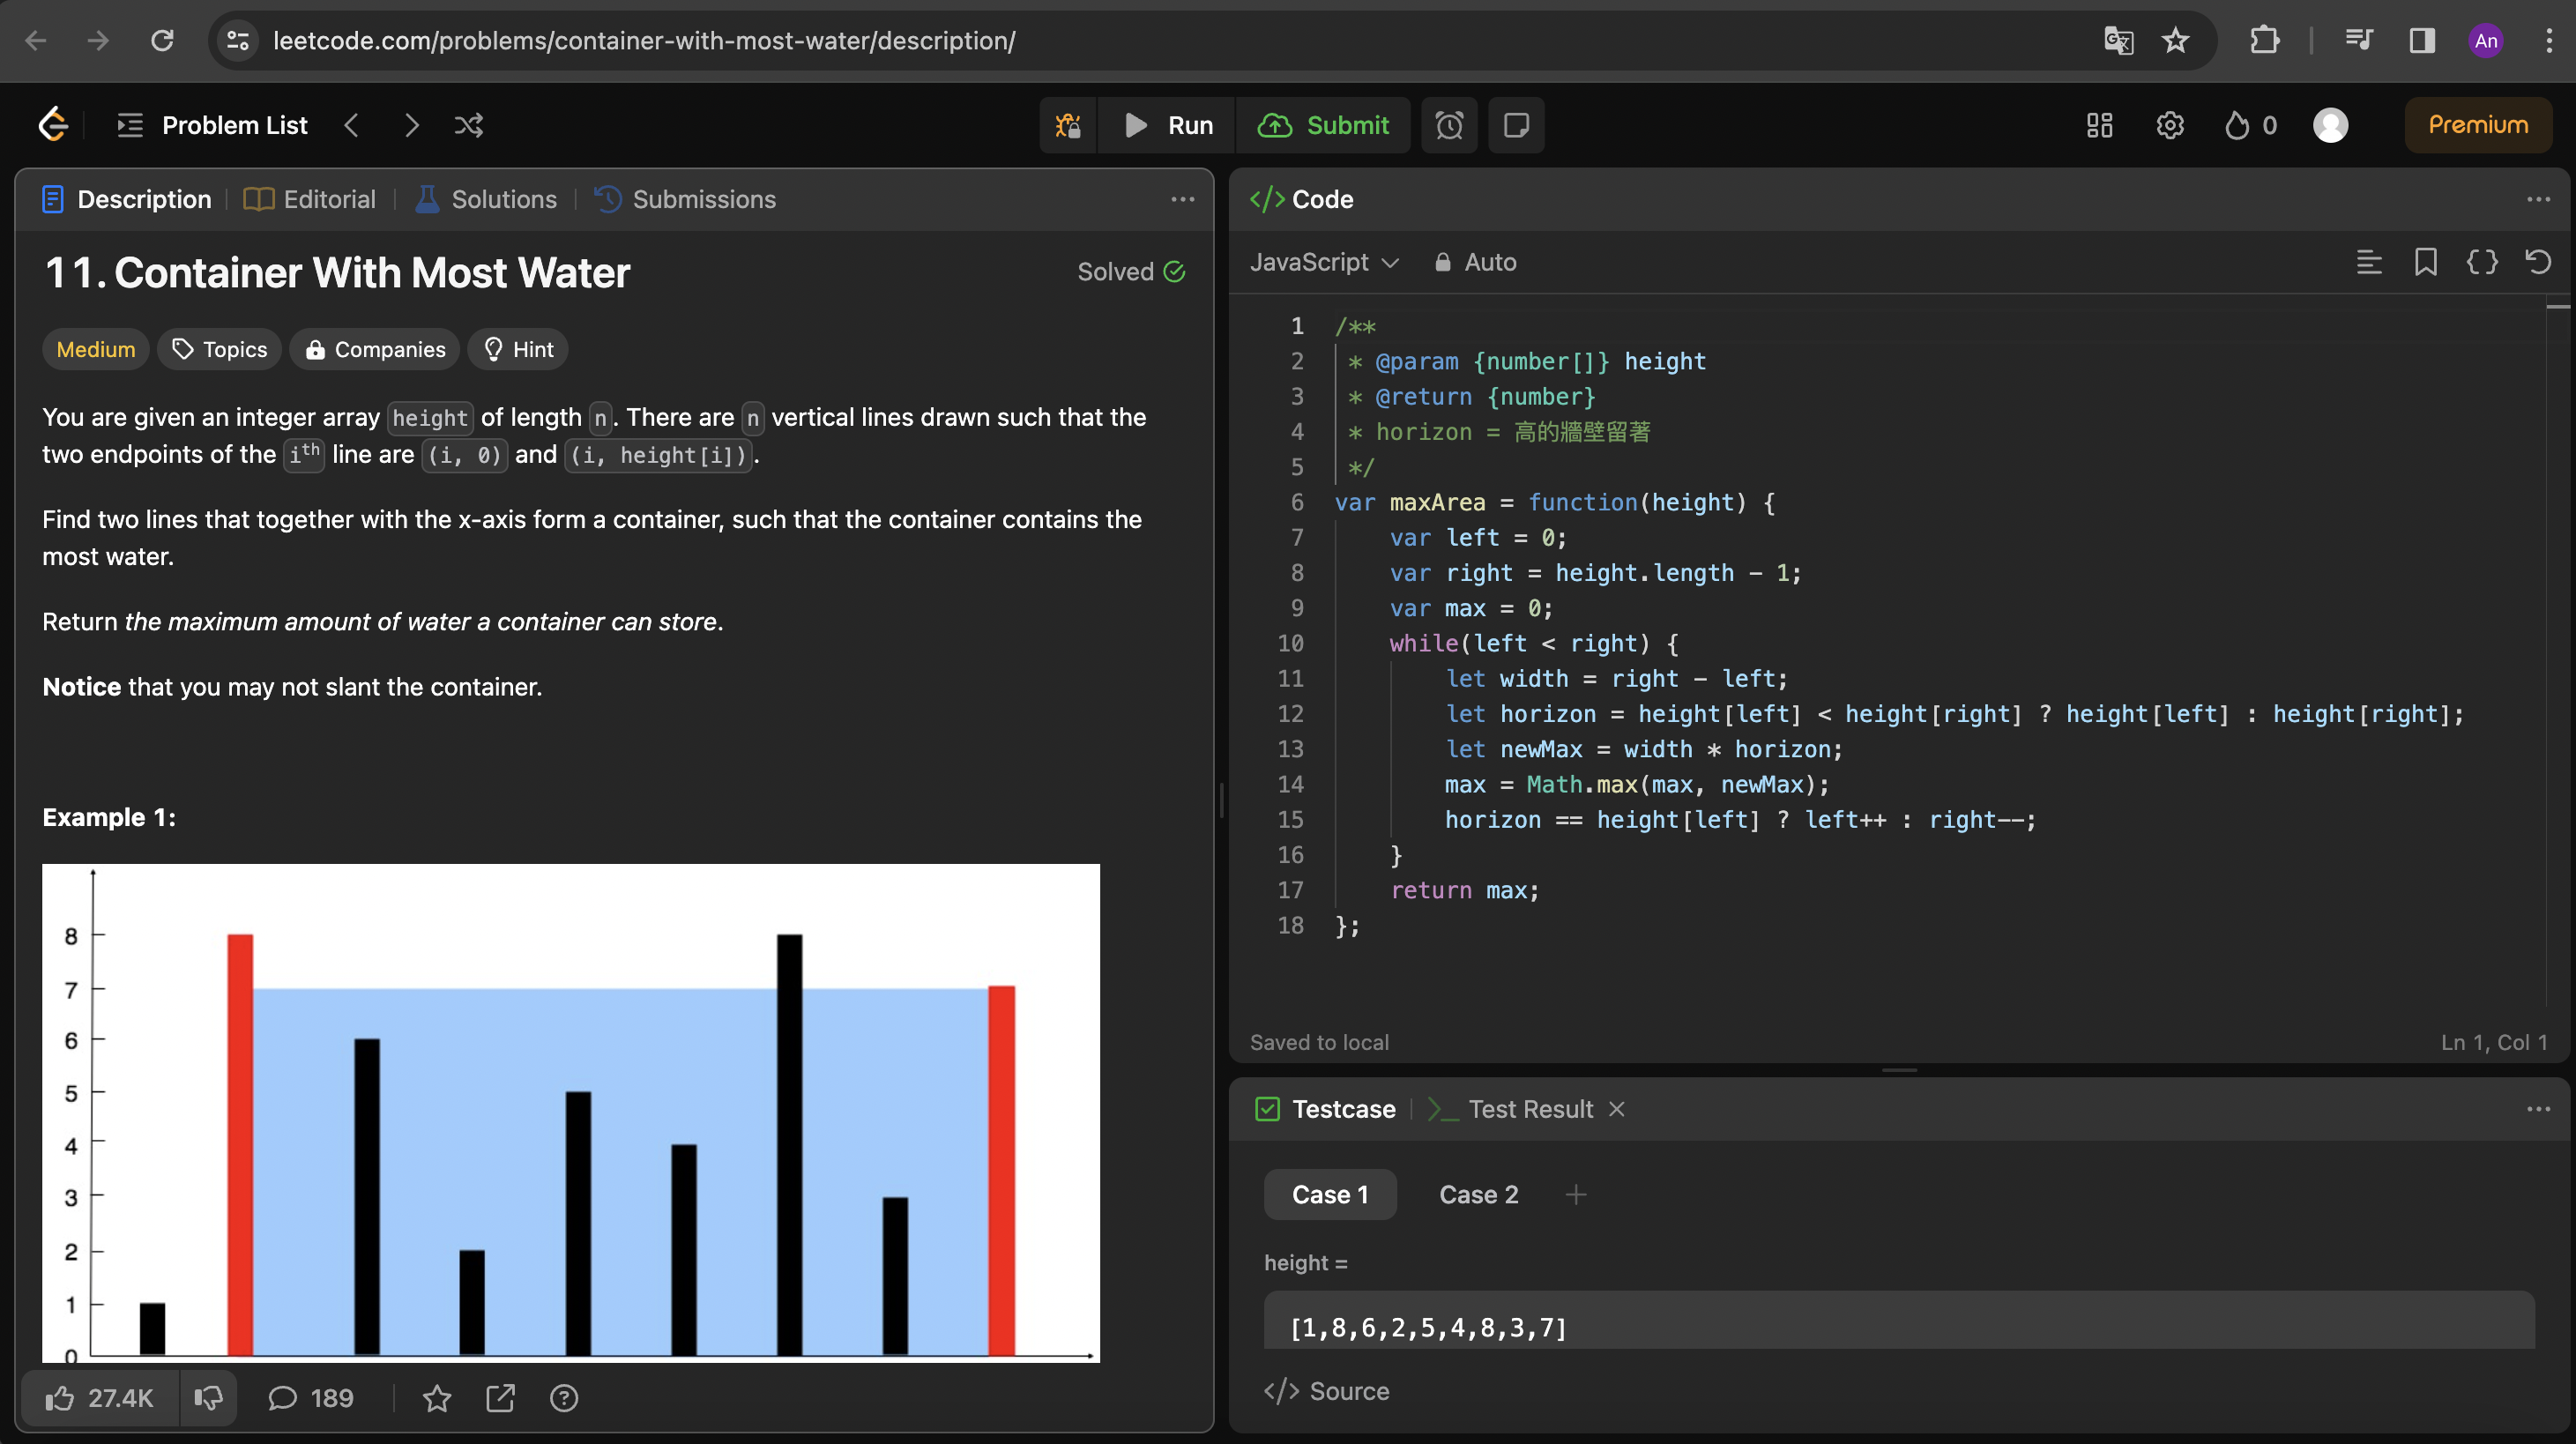 leetcode.com/problems/container-with-most-water/description/
An
Problem List
Run
Submit
0
Premium
Description
Editorial
Solutions
Submissions
11. Container With Most Water
Solved
Medium
Topics
Companies
Hint
You are given an integer array height of length n. There are n vertical lines drawn such that the
two endpoints of the ith line are (i, 0) and (i, height[i]).
Find two lines that together with the x-axis form a container, such that the container contains the
most water.
Return the maximum amount of water a container can store.
Notice that you may not slant the container.
Example 1:
8
7
6
5
4
3
2
1
0
27.4K
189
</> Code
JavaScript
Auto
1 /**
2 * @param {number[]} height
3 * @return {number}
4 * horizon = 高的牆壁留著
5 */
6 var maxArea = function(height) {
7 var left = 0;
8 var right = height.length - 1;
9 var max = 0;
10 while(left < right) {
11 let width = right - left;
12 let horizon = height[left] < height[right] ? height[left] : height[right];
13 let newMax = width * horizon;
14 max = Math.max(max, newMax);
15 horizon == height[left] ? left++ : right--;
16 }
17 return max;
18 };
Saved to local
Ln 1, Col 1
Testcase
>_ Test Result
Case 1
Case 2
+
height =
[1,8,6,2,5,4,8,3,7]
</> Source